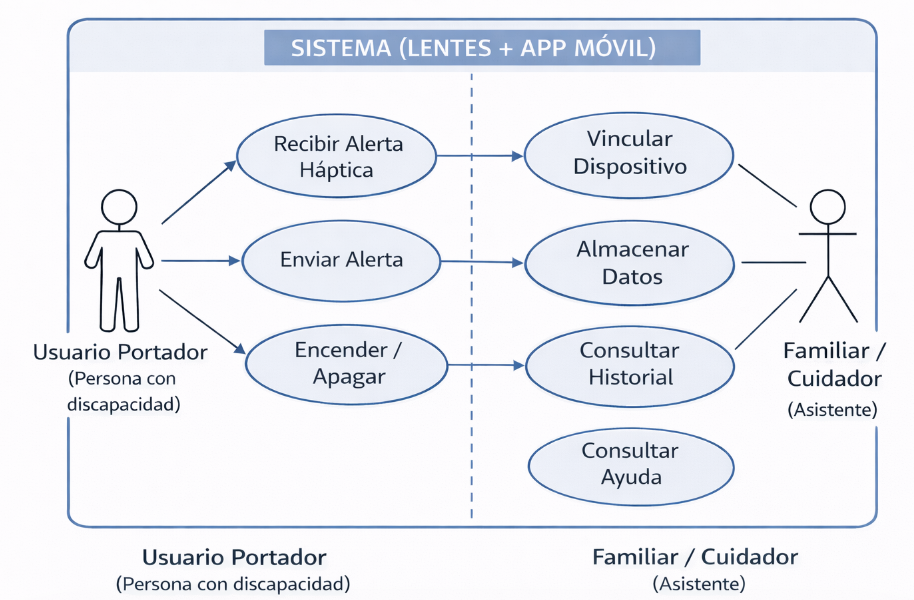 SISTEMA (LENTES + APP MÓVIL)
Recibir Alerta
Háptica
Vincular
Dispositivo
Enviar Alerta
Almacenar
Datos
Encender /
Apagar
Consultar
Historial
Consultar
Ayuda
Usuario Portador
(Persona con
discapacidad)
Familiar /
Cuidador
(Asistente)
Usuario Portador
(Persona con discapacidad)
Familiar / Cuidador
(Asistente)